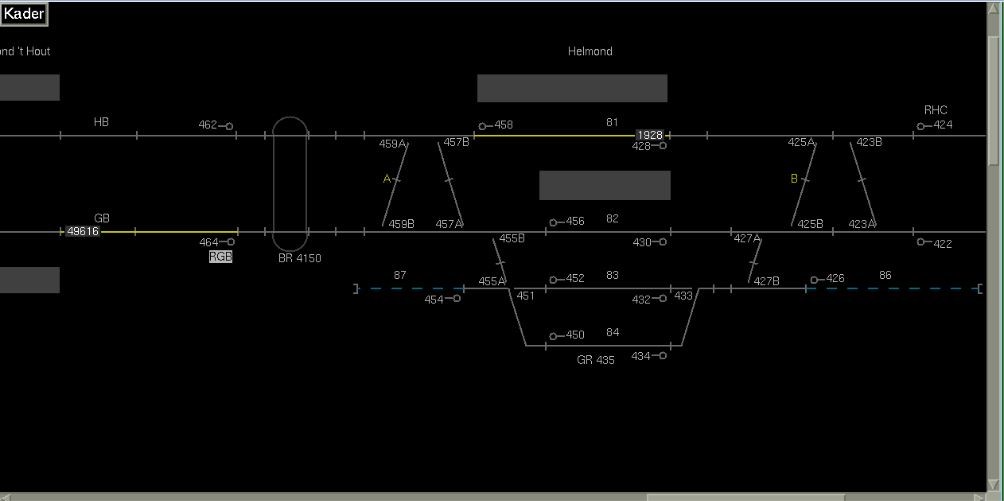 Kader
ond 't Hout
Helmond
HB
462
458
81
1928
428
RHC
424
459A
457B
425A
423B
A
B
GB
49616
464
RGB
BR 4150
459B
457A
456
82
430
425B
423A
422
455B
427A
87
454
455A
451
452
83
432
433
427B
426
86
450
84
434
GR 435